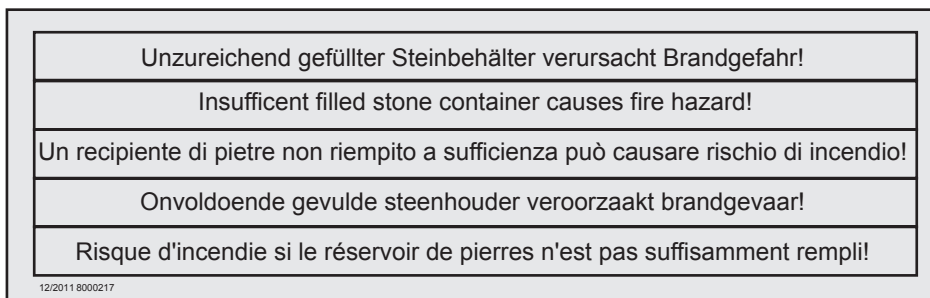 Unzureichend gefüllter Steinbehälter verursacht Brandgefahr!
Insufficent filled stone container causes fire hazard!
Un recipiente di pietre non riempito a sufficienza può causare rischio di incendio!
Onvoldoende gevulde steenhouder veroorzaakt brandgevaar!
Risque d'incendie si le réservoir de pierres n'est pas suffisamment rempli!
12/2011 8000217